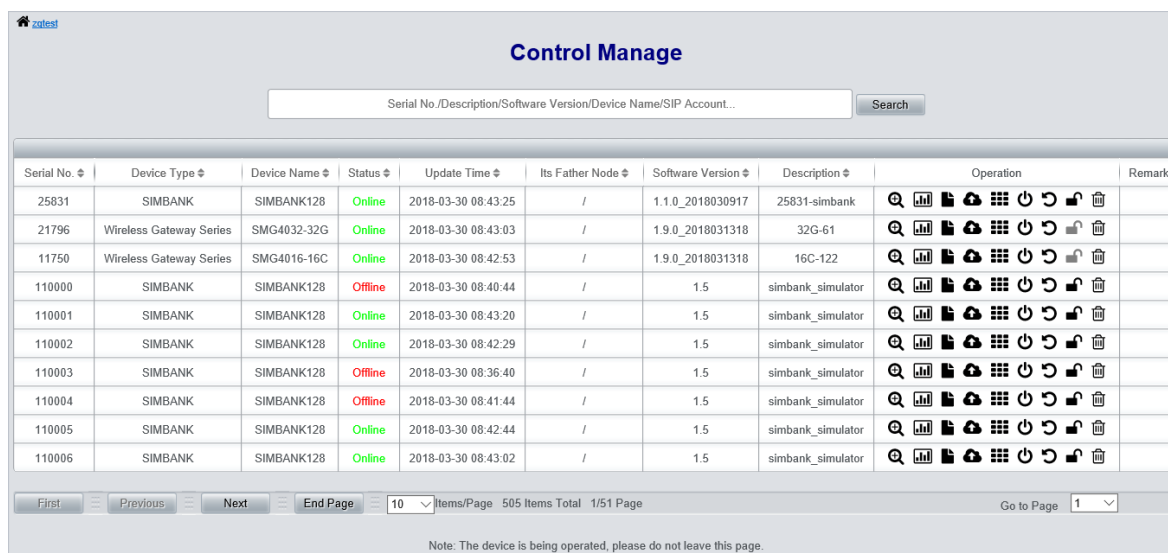 zqtest
Control Manage
Serial No./Description/Software Version/Device Name/SIP Account... Search
Serial No. Device Type Device Name Status Update Time Its Father Node Software Version Description Operation Remark
25831 SIMBANK SIMBANK128 Online 2018-03-30 08:43:25 / 1.1.0_2018030917 25831-simbank
21796 Wireless Gateway Series SMG4032-32G Online 2018-03-30 08:43:03 / 1.9.0_2018031318 32G-61
11750 Wireless Gateway Series SMG4016-16C Online 2018-03-30 08:42:53 / 1.9.0_2018031318 16C-122
110000 SIMBANK SIMBANK128 Offline 2018-03-30 08:40:44 / 1.5 simbank_simulator
110001 SIMBANK SIMBANK128 Online 2018-03-30 08:43:20 / 1.5 simbank_simulator
110002 SIMBANK SIMBANK128 Online 2018-03-30 08:42:29 / 1.5 simbank_simulator
110003 SIMBANK SIMBANK128 Offline 2018-03-30 08:36:40 / 1.5 simbank_simulator
110004 SIMBANK SIMBANK128 Offline 2018-03-30 08:41:44 / 1.5 simbank_simulator
110005 SIMBANK SIMBANK128 Online 2018-03-30 08:42:44 / 1.5 simbank_simulator
110006 SIMBANK SIMBANK128 Online 2018-03-30 08:43:02 / 1.5 simbank_simulator
First Previous Next End Page 10 Items/Page 505 Items Total 1/51 Page Go to Page 1
Note: The device is being operated, please do not leave this page.